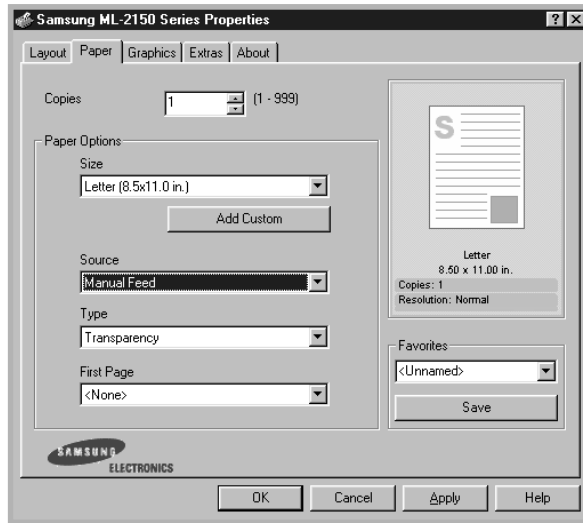 Samsung ML-2150 Series Properties
Layout Paper Graphics Extras About
Copies 1 (1 - 999)
Paper Options
Size
Letter (8.5x11.0 in.)
Add Custom
Source
Manual Feed
Type
Transparency
First Page
<None>
S
Letter
8.50 x 11.00 in.
Copies: 1
Resolution: Normal
Favorites
<Unnamed>
Save
SAMSUNG
ELECTRONICS
OK Cancel Apply Help